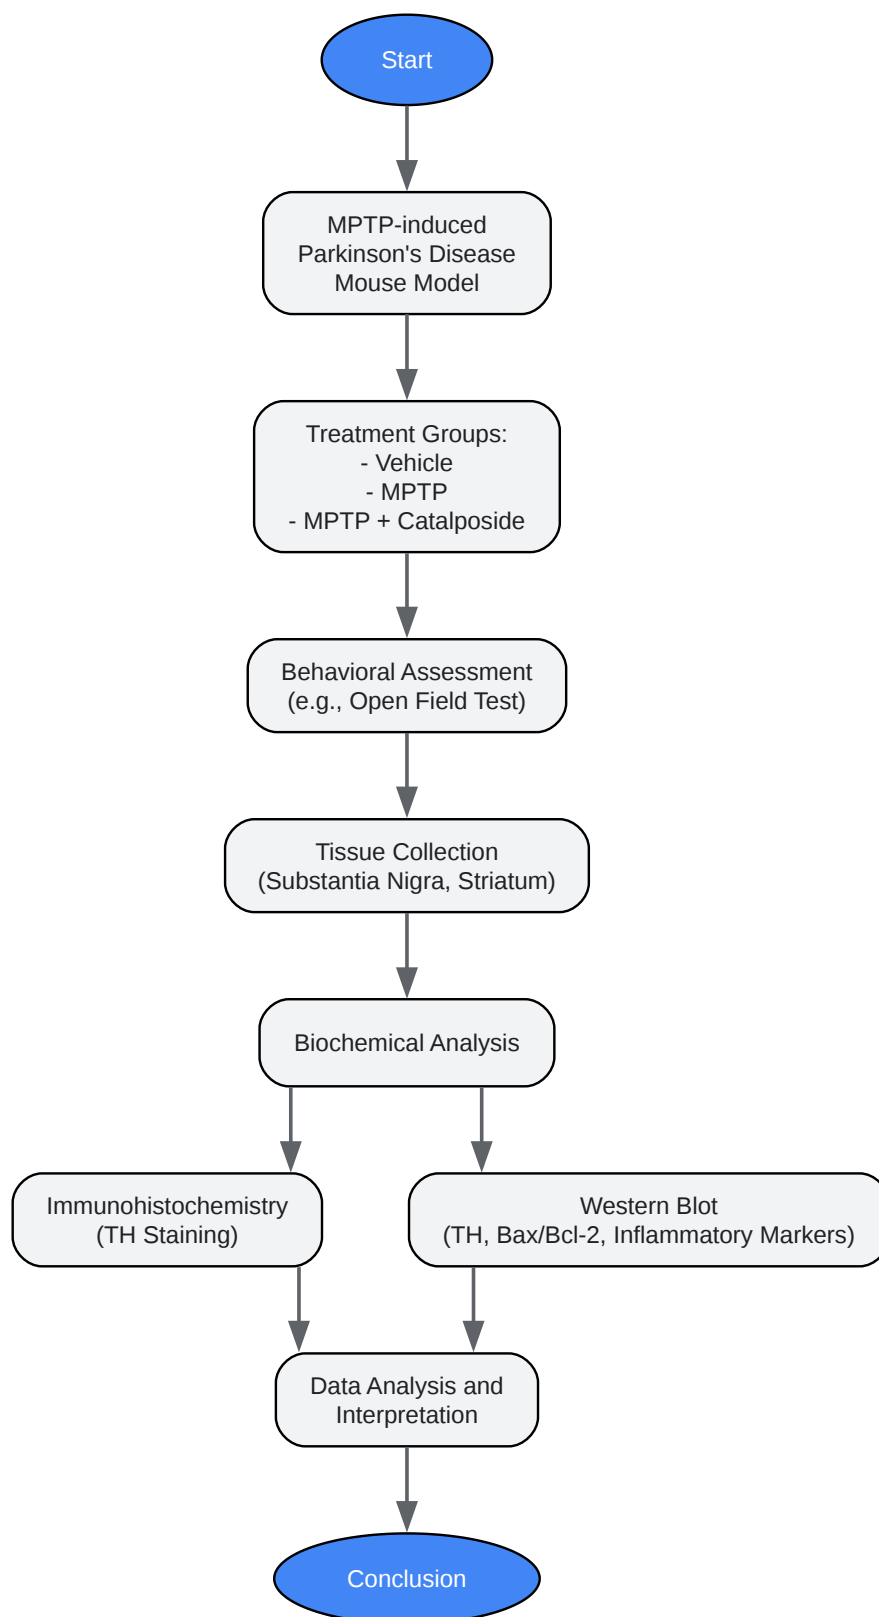 Start
MPTP-induced
Parkinson's Disease
Mouse Model
Treatment Groups:
- Vehicle
- MPTP
- MPTP + Catalposide
Behavioral Assessment
(e.g., Open Field Test)
Tissue Collection
(Substantia Nigra, Striatum)
Biochemical Analysis
Immunohistochemistry
(TH Staining)
Western Blot
(TH, Bax/Bcl-2, Inflammatory Markers)
Data Analysis and
Interpretation
Conclusion